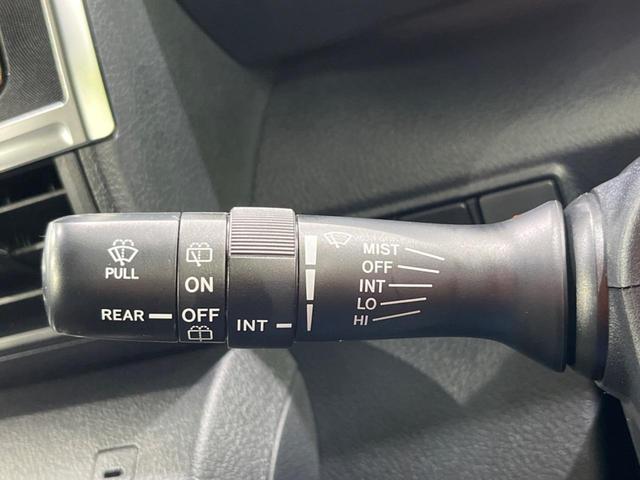 PULL
REAR
ON
OFF
INT
MIST
OFF
INT
LO
HI